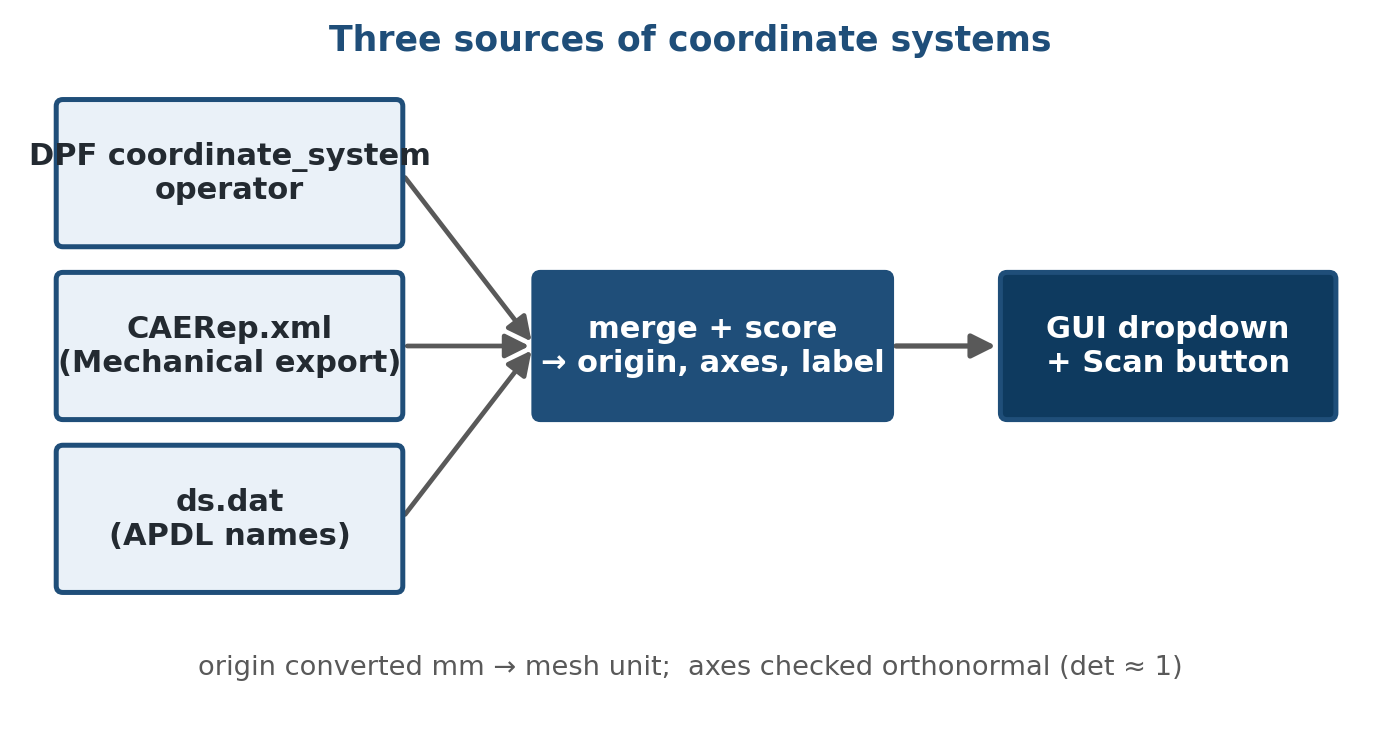 Three sources of coordinate systems
DPF coordinate_system
operator
CAERep.xml
(Mechanical export)
ds.dat
(APDL names)
merge + score
→ origin, axes, label
GUI dropdown
+ Scan button
origin converted mm → mesh unit;  axes checked orthonormal (det ≈ 1)